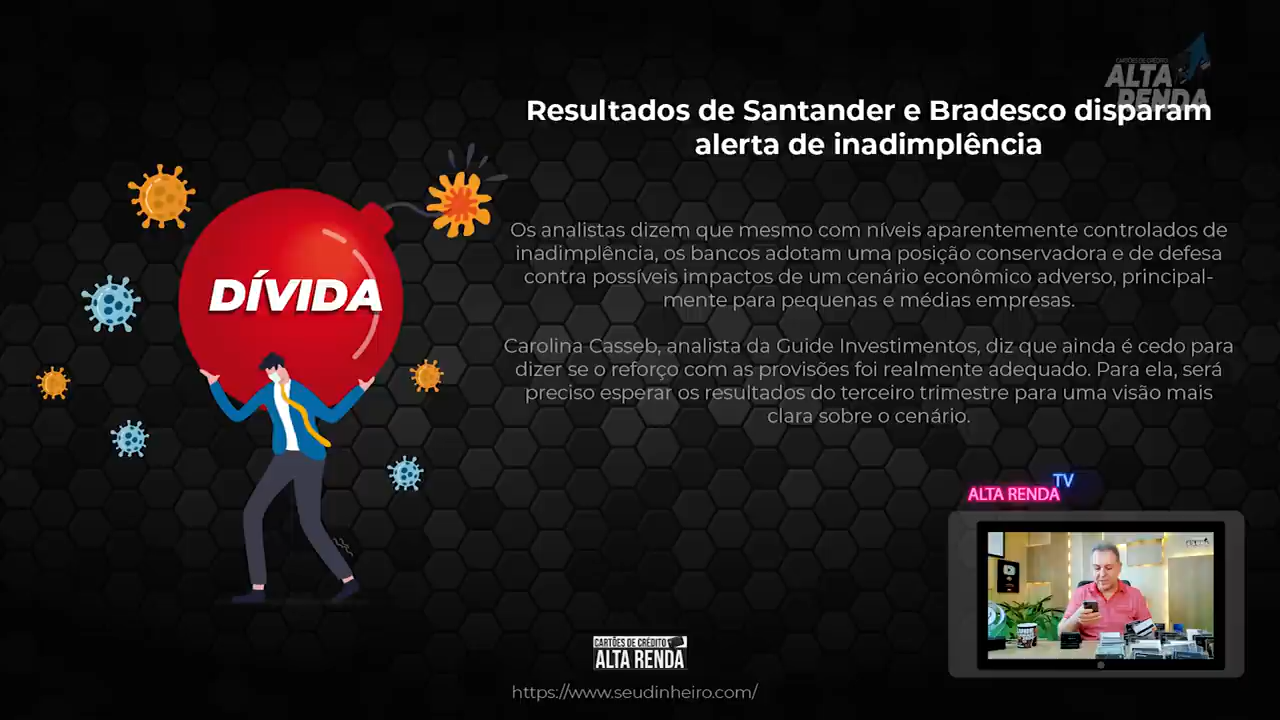 CARTÕES DE CRÉDITO
ALTA
RENDA
Resultados de Santander e Bradesco disparam
alerta de inadimplência
DÍVIDA
Os analistas dizem que mesmo com níveis aparentemente controlados de
inadimplência, os bancos adotam uma posição conservadora e de defesa
contra possíveis impactos de um cenário econômico adverso, principal-
mente para pequenas e médias empresas.
Carolina Casseb, analista da Guide Investimentos, diz que ainda é cedo para
dizer se o reforço com as provisões foi realmente adequado. Para ela, será
preciso esperar os resultados do terceiro trimestre para uma visão mais
clara sobre o cenário.
TV
ALTA RENDA
CARTÕES DE CRÉDITO
ALTA RENDA
https://www.seudinheiro.com/